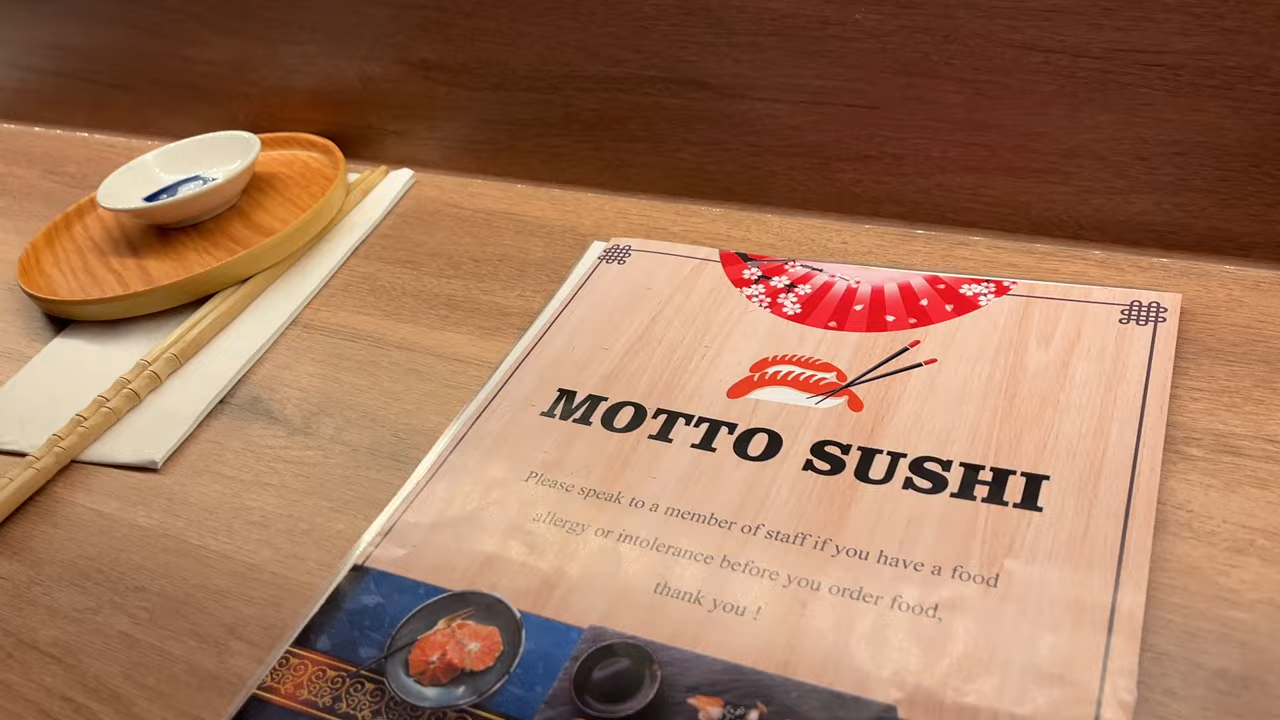 MOTTO SUSHI
Please speak to a member of staff if you have a food
allergy or intolerance before you order food,
thank you !